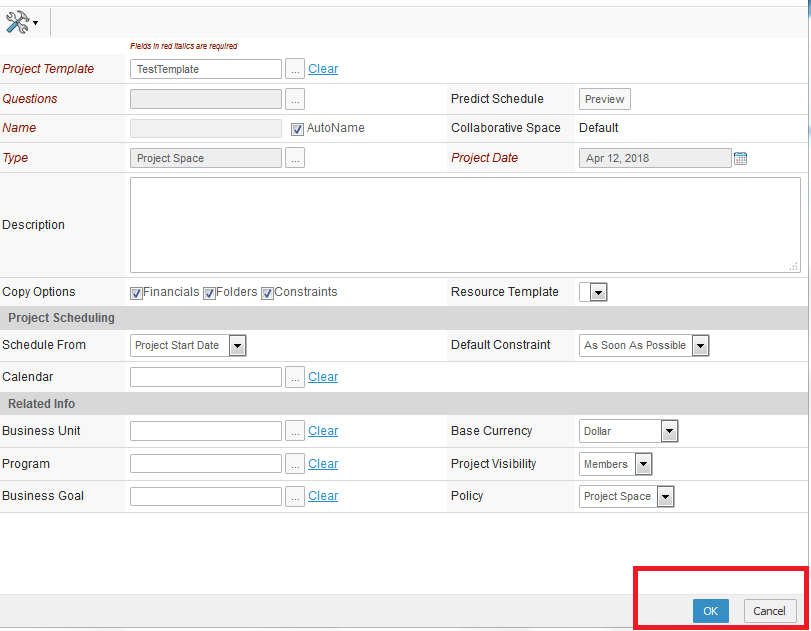 Fields in red italics are required
Project Template TestTemplate ... Clear
Questions ... Predict Schedule Preview
Name AutoName Collaborative Space Default
Type Project Space ... Project Date Apr 12, 2018
Description
Copy Options Financials Folders Constraints Resource Template
Project Scheduling
Schedule From Project Start Date Default Constraint As Soon As Possible
Calendar ... Clear
Related Info
Business Unit ... Clear Base Currency Dollar
Program ... Clear Project Visibility Members
Business Goal ... Clear Policy Project Space
OK Cancel